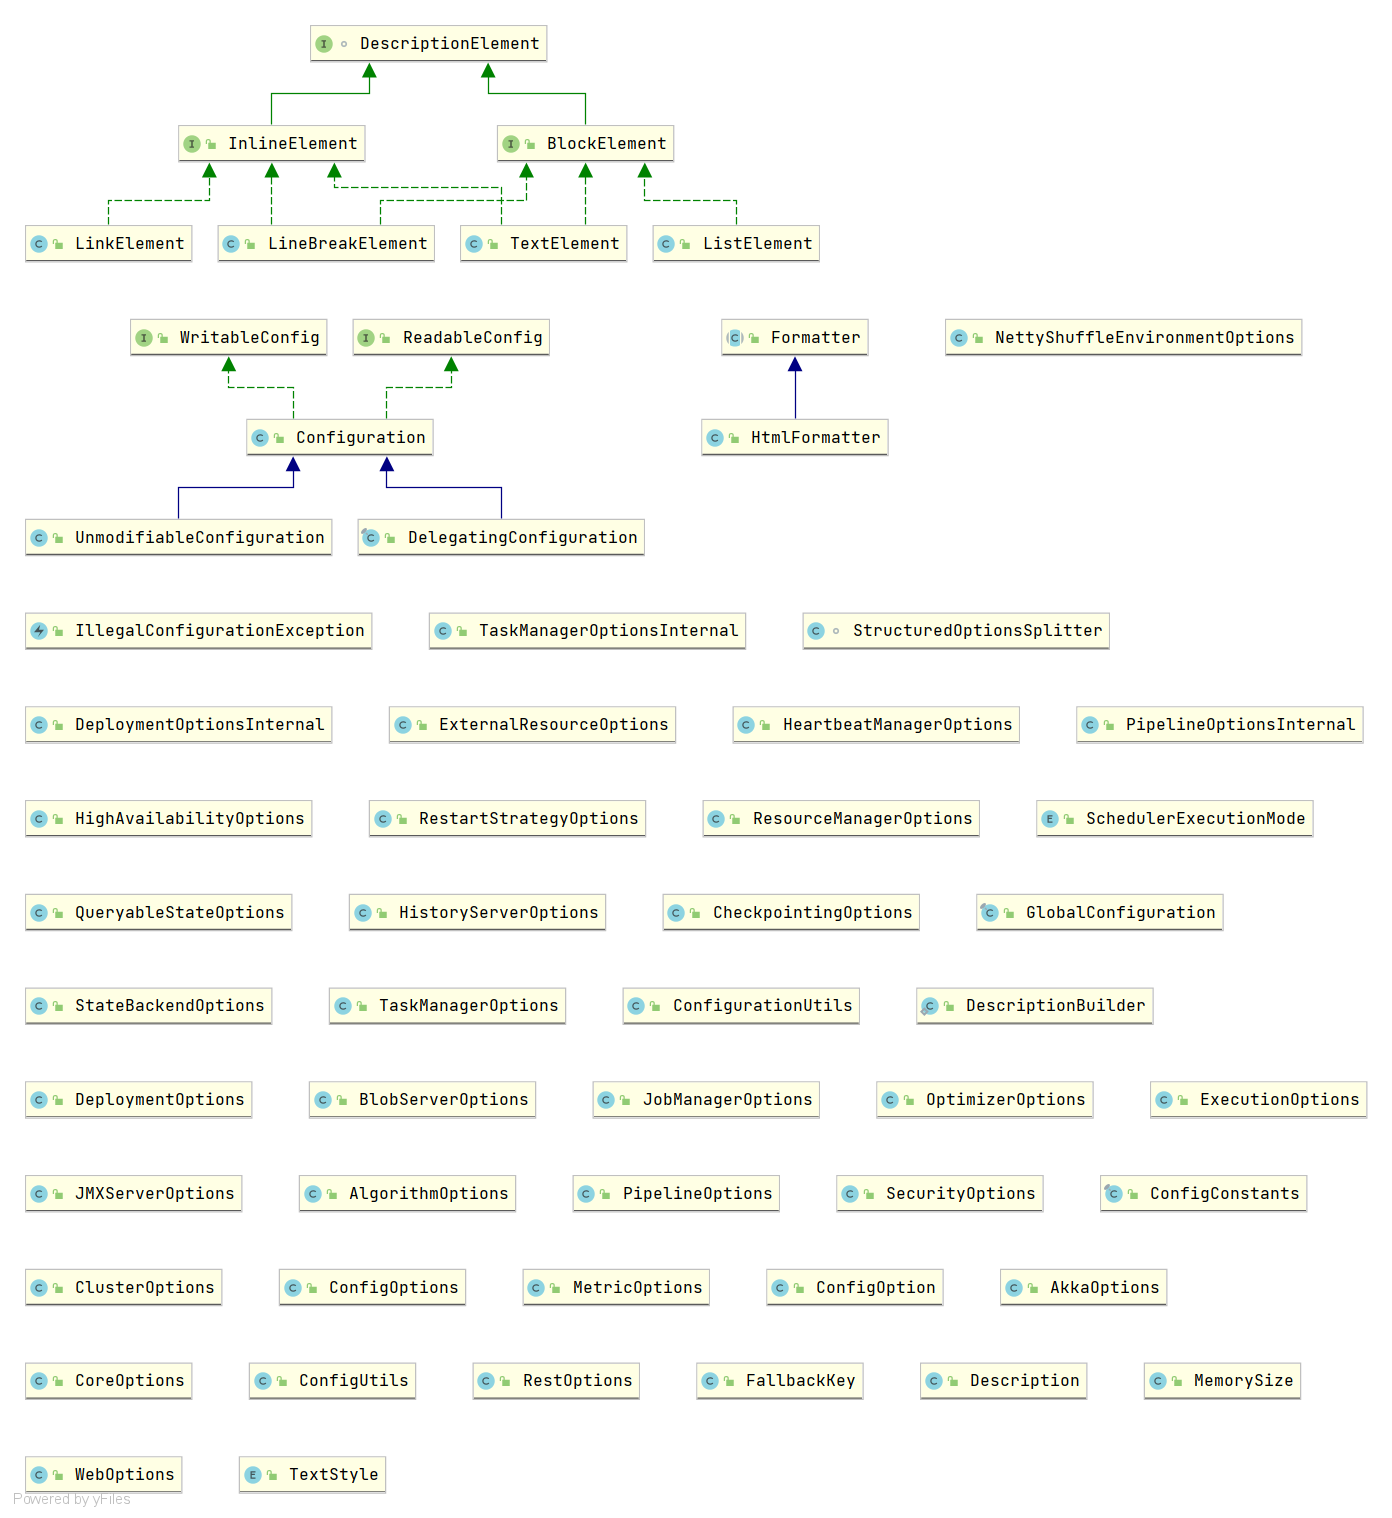 DescriptionElement
InlineElement
BlockElement
LinkElement
LineBreakElement
TextElement
ListElement
WritableConfig
ReadableConfig
Formatter
NettyShuffleEnvironmentOptions
Configuration
HtmlFormatter
UnmodifiableConfiguration
DelegatingConfiguration
IllegalConfigurationException
TaskManagerOptionsInternal
StructuredOptionsSplitter
DeploymentOptionsInternal
ExternalResourceOptions
HeartbeatManagerOptions
PipelineOptionsInternal
HighAvailabilityOptions
RestartStrategyOptions
ResourceManagerOptions
SchedulerExecutionMode
QueryableStateOptions
HistoryServerOptions
CheckpointingOptions
GlobalConfiguration
StateBackendOptions
TaskManagerOptions
ConfigurationUtils
DescriptionBuilder
DeploymentOptions
BlobServerOptions
JobManagerOptions
OptimizerOptions
ExecutionOptions
JMXServerOptions
AlgorithmOptions
PipelineOptions
SecurityOptions
ConfigConstants
ClusterOptions
ConfigOptions
MetricOptions
ConfigOption
AkkaOptions
CoreOptions
ConfigUtils
RestOptions
FallbackKey
Description
MemorySize
WebOptions
TextStyle
Powered by yFiles